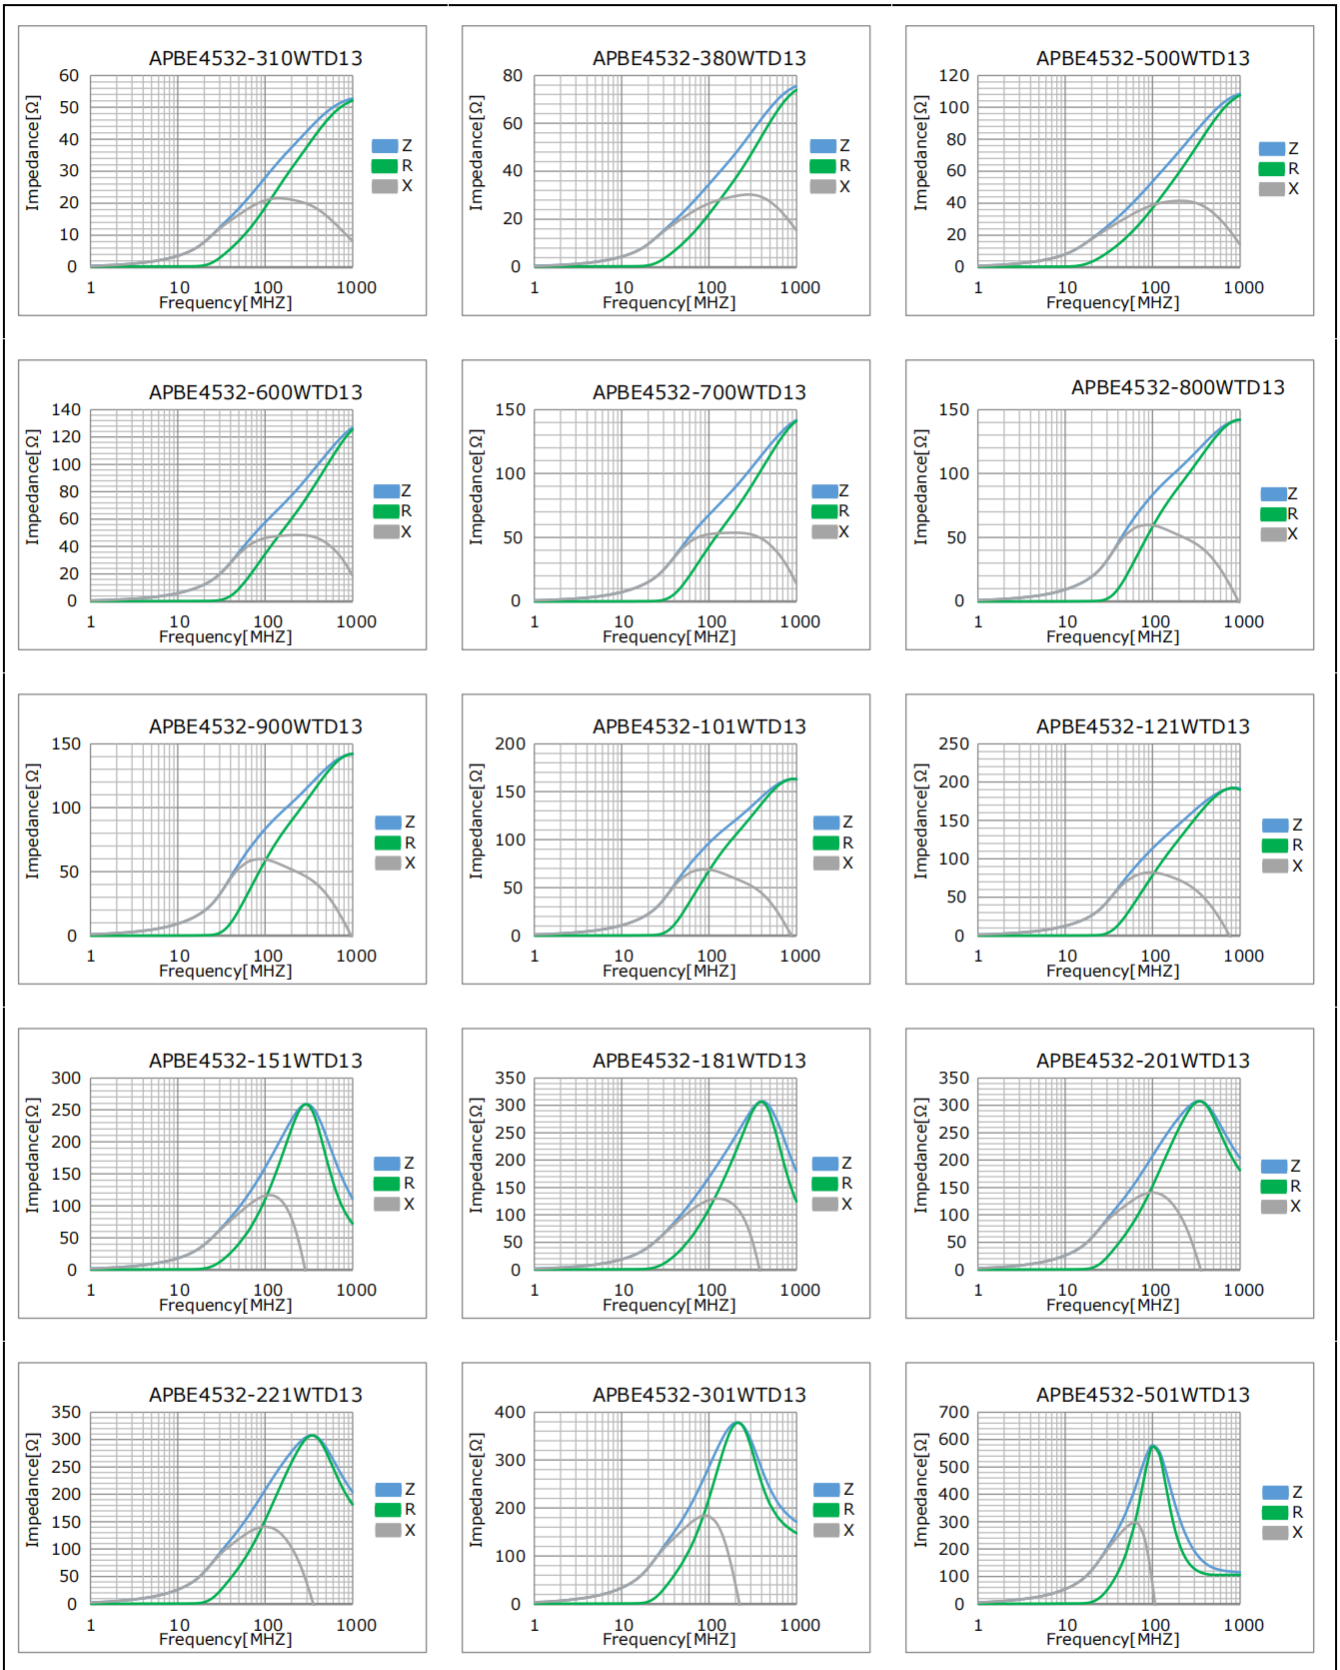 APBE4532-310WTD13
Impedance[Ω]
60
50
40
30
20
10
0
1 10 100 1000
Frequency[MHZ]
Z
R
X
APBE4532-380WTD13
Impedance[Ω]
80
60
40
20
0
1 10 100 1000
Frequency[MHZ]
Z
R
X
APBE4532-500WTD13
Impedance[Ω]
120
100
80
60
40
20
0
1 10 100 1000
Frequency[MHZ]
Z
R
X
APBE4532-600WTD13
Impedance[Ω]
140
120
100
80
60
40
20
0
1 10 100 1000
Frequency[MHZ]
Z
R
X
APBE4532-700WTD13
Impedance[Ω]
150
100
50
0
1 10 100 1000
Frequency[MHZ]
Z
R
X
APBE4532-800WTD13
Impedance[Ω]
150
100
50
0
1 10 100 1000
Frequency[MHZ]
Z
R
X
APBE4532-900WTD13
Impedance[Ω]
150
100
50
0
1 10 100 1000
Frequency[MHZ]
Z
R
X
APBE4532-101WTD13
Impedance[Ω]
200
150
100
50
0
1 10 100 1000
Frequency[MHZ]
Z
R
X
APBE4532-121WTD13
Impedance[Ω]
250
200
150
100
50
0
1 10 100 1000
Frequency[MHZ]
Z
R
X
APBE4532-151WTD13
Impedance[Ω]
300
250
200
150
100
50
0
1 10 100 1000
Frequency[MHZ]
Z
R
X
APBE4532-181WTD13
Impedance[Ω]
350
300
250
200
150
100
50
0
1 10 100 1000
Frequency[MHZ]
Z
R
X
APBE4532-201WTD13
Impedance[Ω]
350
300
250
200
150
100
50
0
1 10 100 1000
Frequency[MHZ]
Z
R
X
APBE4532-221WTD13
Impedance[Ω]
350
300
250
200
150
100
50
0
1 10 100 1000
Frequency[MHZ]
Z
R
X
APBE4532-301WTD13
Impedance[Ω]
400
300
200
100
0
1 10 100 1000
Frequency[MHZ]
Z
R
X
APBE4532-501WTD13
Impedance[Ω]
700
600
500
400
300
200
100
0
1 10 100 1000
Frequency[MHZ]
Z
R
X